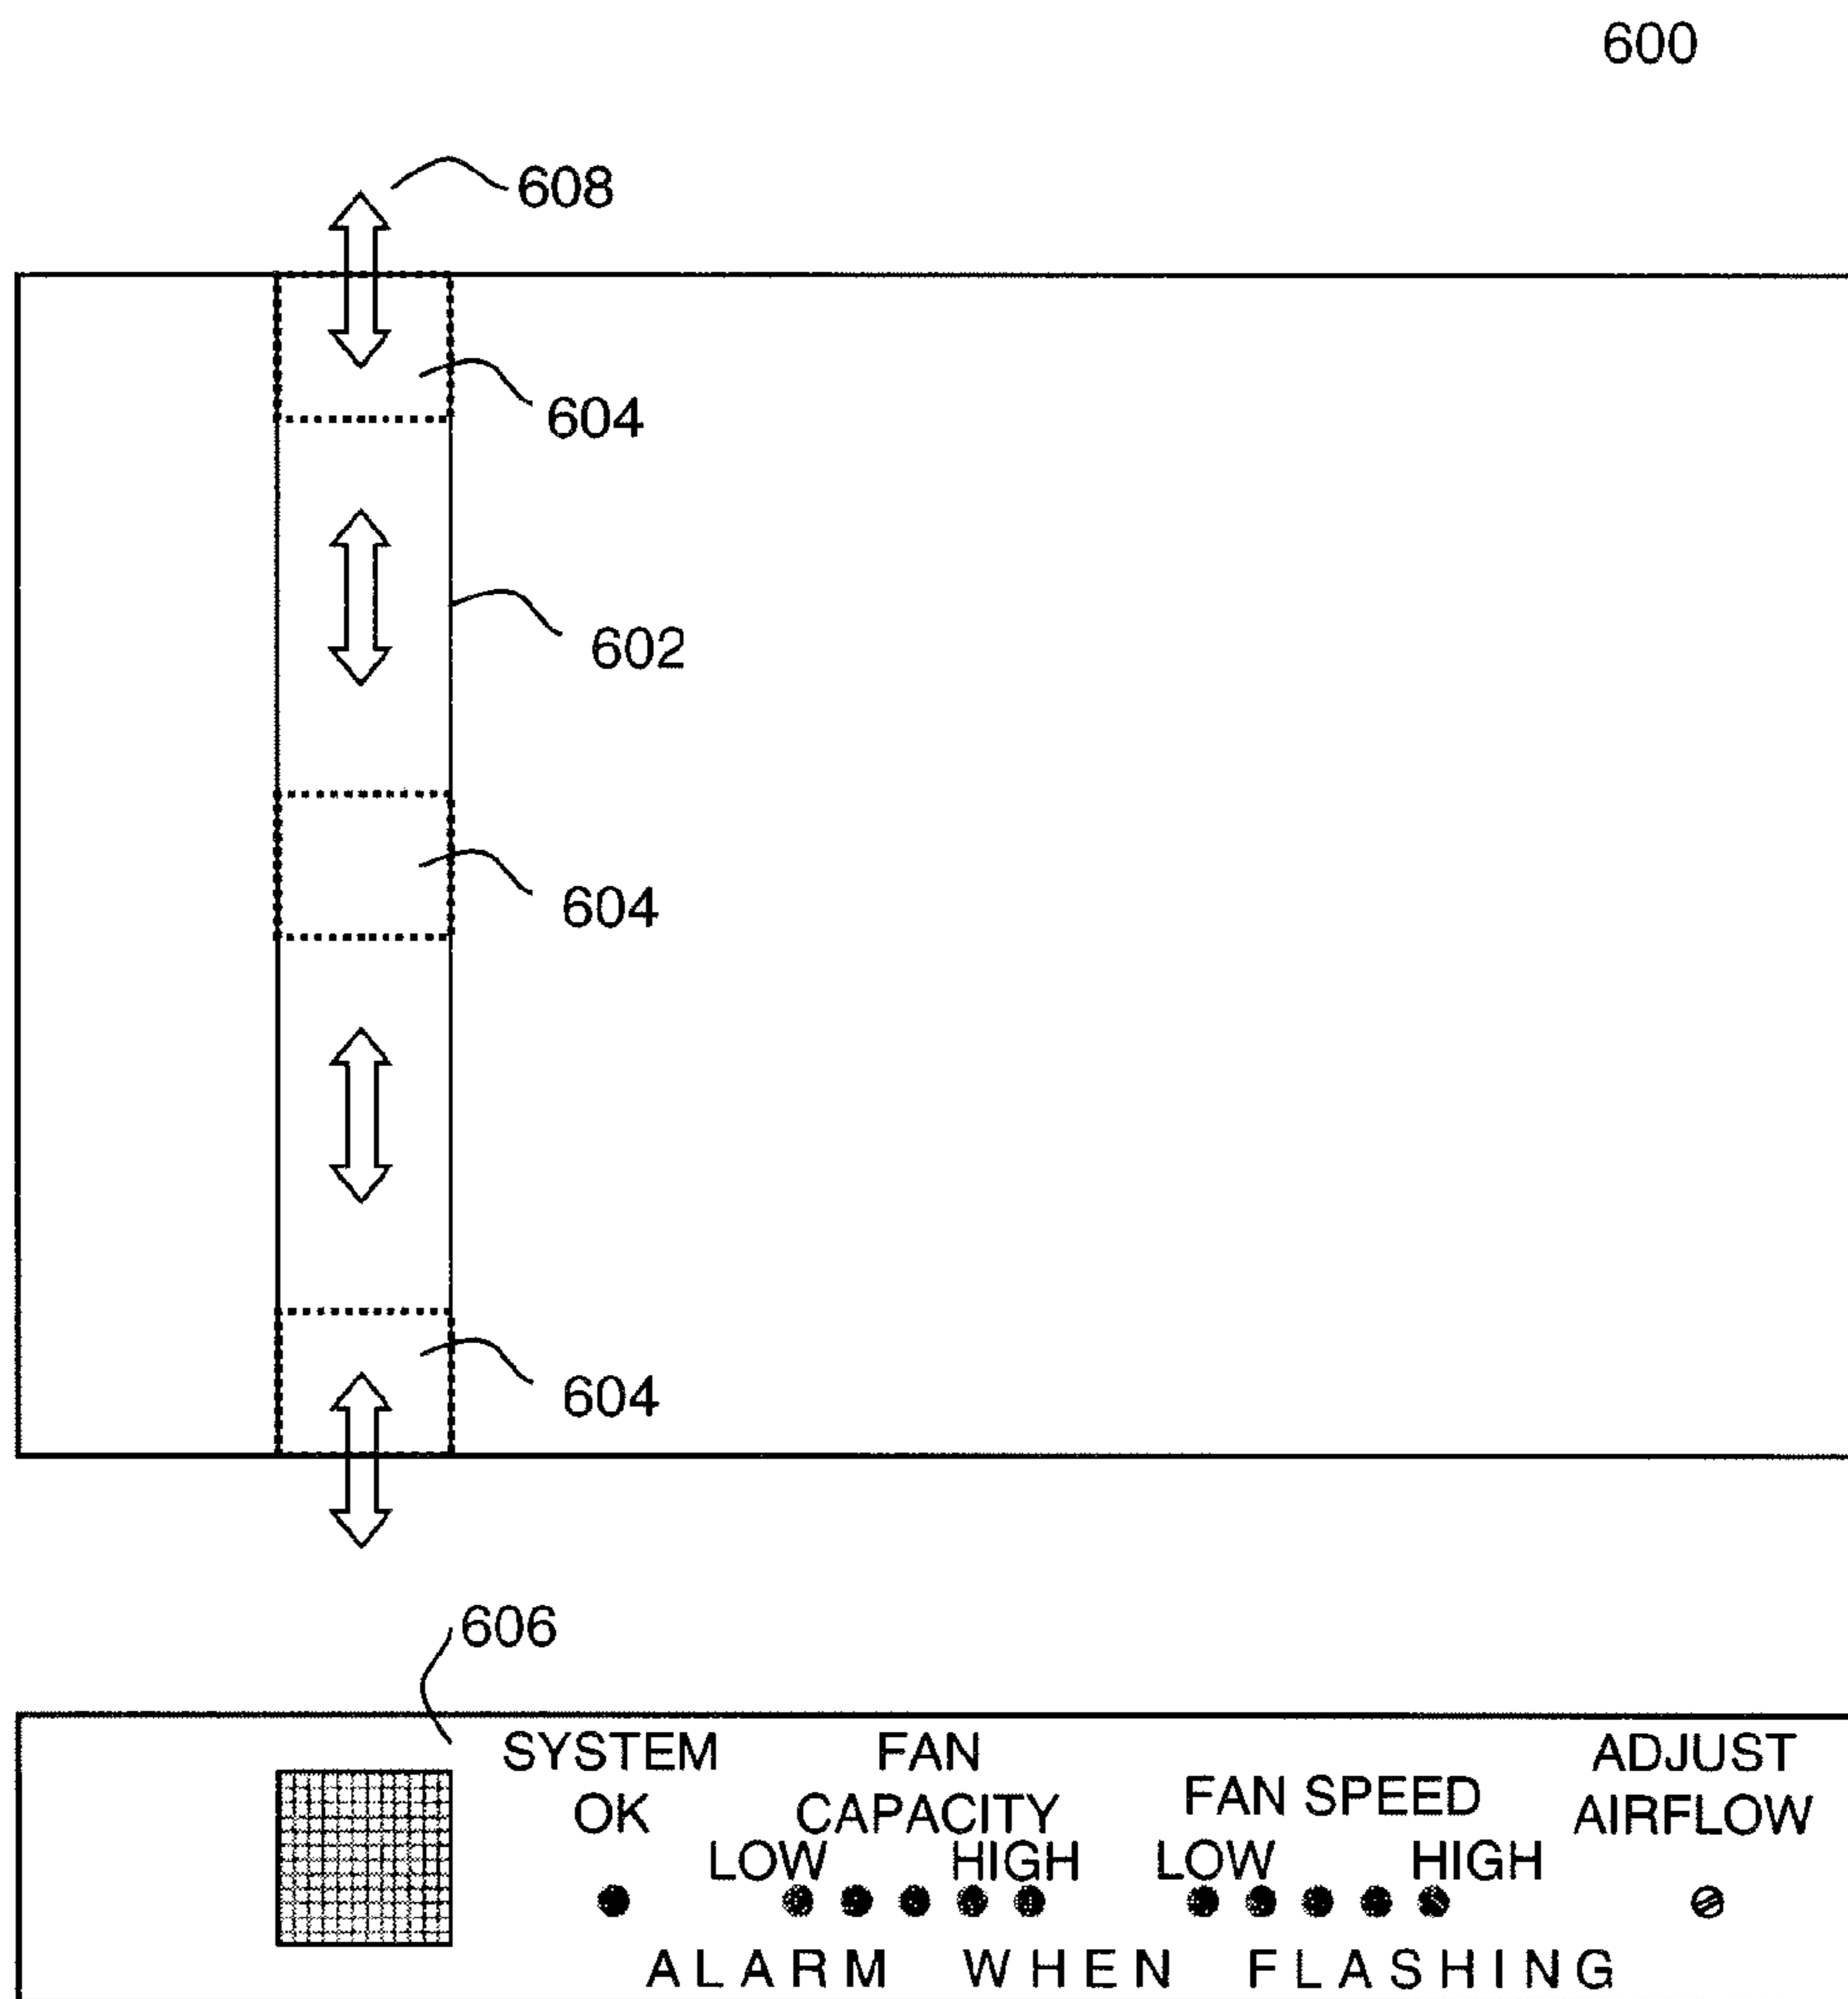 600
608
604
602
604
604
606
SYSTEM OK
FAN CAPACITY
LOW HIGH
FAN SPEED
LOW HIGH
ADJUST AIRFLOW
ALARM WHEN FLASHING